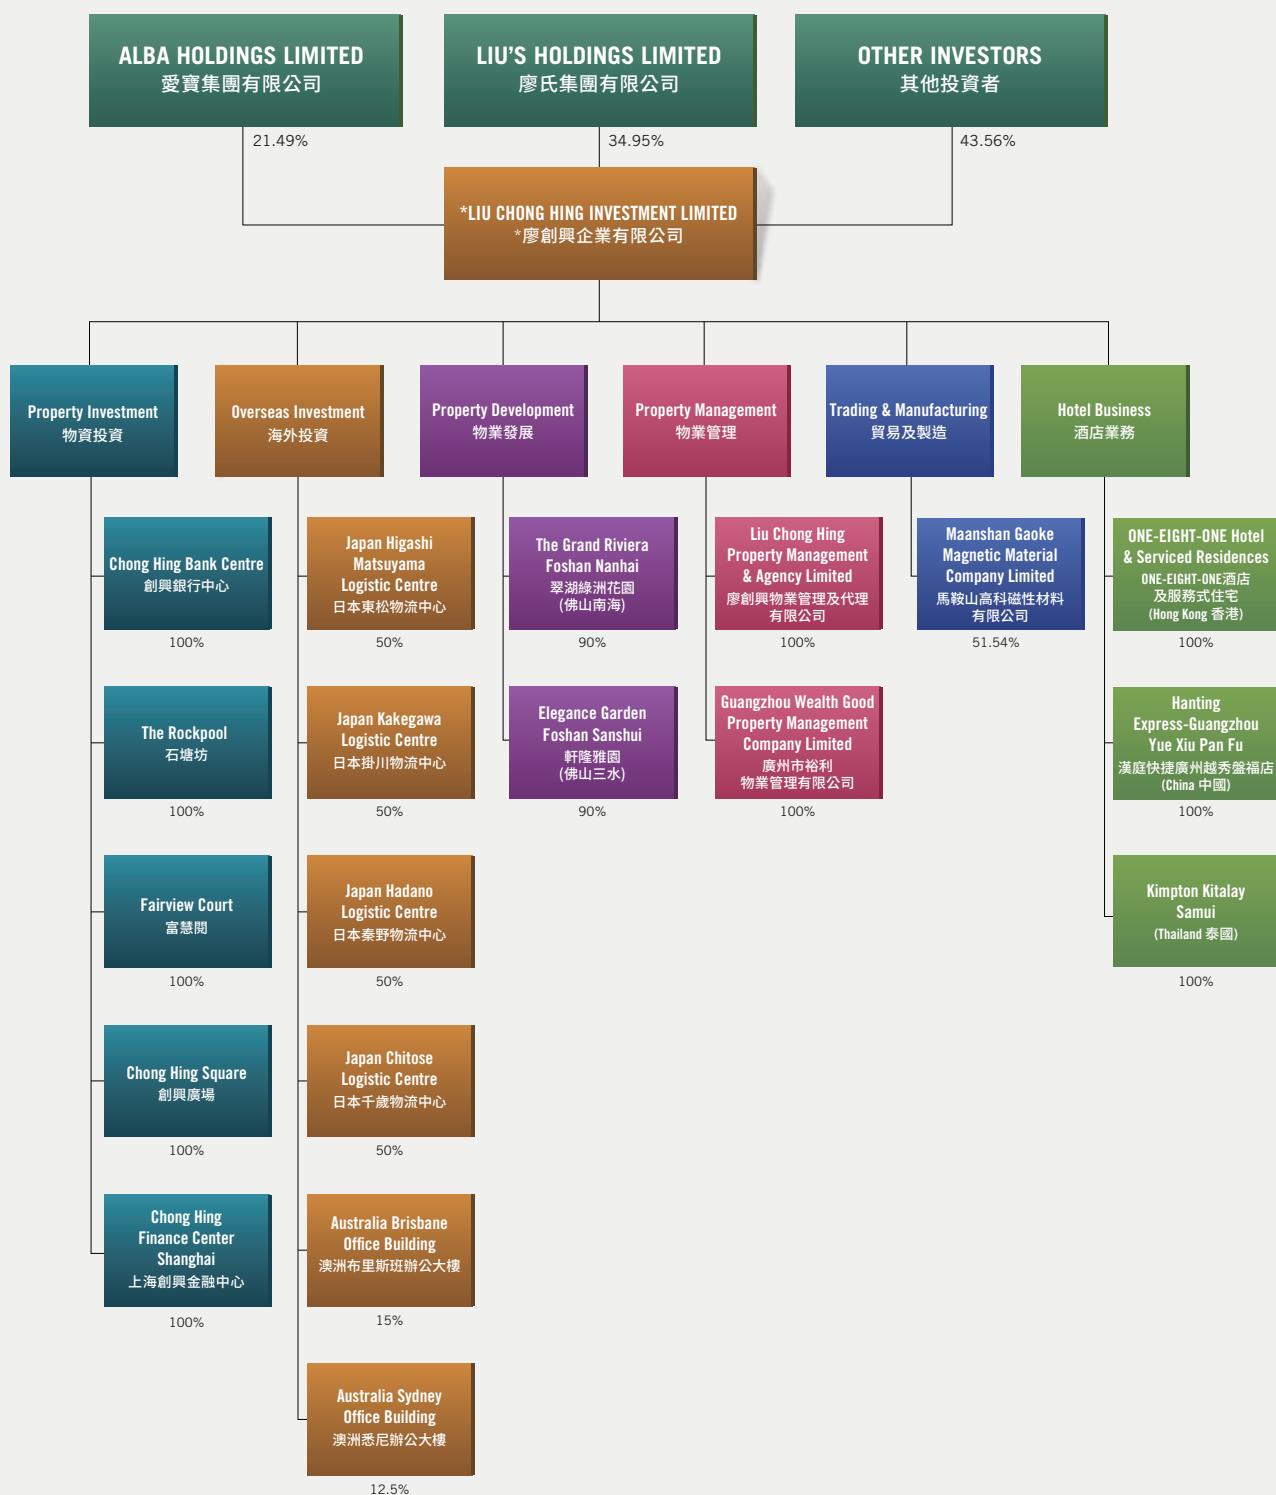 ALBA HOLDINGS LIMITED
愛寶集團有限公司
21.49%
LIU'S HOLDINGS LIMITED
廖氏集團有限公司
34.95%
OTHER INVESTORS
其他投資者
43.56%
*LIU CHONG HING INVESTMENT LIMITED
*廖創興企業有限公司
Property Investment
物資投資
Chong Hing Bank Centre
創興銀行中心
100%
The Rockpool
石塘坊
100%
Fairview Court
富慧閱
100%
Chong Hing Square
創興廣場
100%
Chong Hing
Finance Center
Shanghai
上海創興金融中心
100%
Overseas Investment
海外投資
Japan Higashi
Matsuyama
Logistic Centre
日本東松物流中心
50%
Japan Kakegawa
Logistic Centre
日本掛川物流中心
50%
Japan Hadano
Logistic Centre
日本秦野物流中心
50%
Japan Chitose
Logistic Centre
日本千歲物流中心
50%
Australia Brisbane
Office Building
澳洲布里斯班辦公大樓
15%
Australia Sydney
Office Building
澳洲悉尼辦公大樓
12.5%
Property Development
物業發展
The Grand Riviera
Foshan Nanhai
翠湖綠洲花園
(佛山南海)
90%
Elegance Garden
Foshan Sanshui
軒隆雅園
(佛山三水)
90%
Property Management
物業管理
Liu Chong Hing
Property Management
& Agency Limited
廖創興物業管理及代理
有限公司
100%
Guangzhou Wealth Good
Property Management
Company Limited
廣州市裕利
物業管理有限公司
100%
Trading & Manufacturing
貿易及製造
Maanshan Gaoke
Magnetic Material
Company Limited
馬鞍山高科磁性材料
有限公司
51.54%
Hotel Business
酒店業務
ONE-EIGHT-ONE Hotel
& Serviced Residences
ONE-EIGHT-ONE酒店
及服務式住宅
(Hong Kong 香港)
100%
Hanting
Express-Guangzhou
Yue Xiu Pan Fu
漢庭快捷廣州越秀盤福店
(China 中國)
100%
Kimpton Kitalay
Samui
(Thailand 泰國)
100%